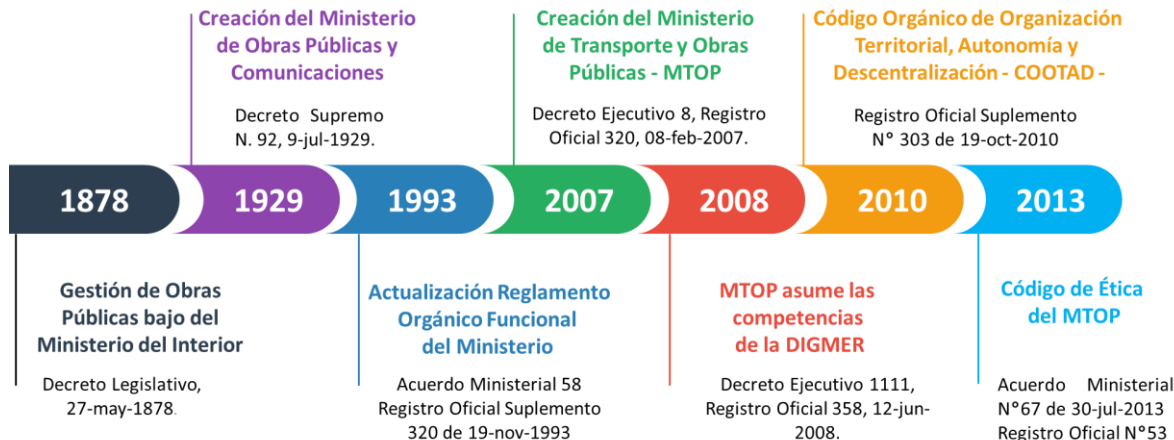 Creación del Ministerio
de Obras Públicas y
Comunicaciones
Decreto Supremo
N. 92, 9-jul-1929.
Creación del Ministerio
de Transporte y Obras
Públicas - MTOP
Decreto Ejecutivo 8, Registro
Oficial 320, 08-feb-2007.
Código Orgánico de Organización
Territorial, Autonomía y
Descentralización - COOTAD -
Registro Oficial Suplemento
N° 303 de 19-oct-2010
1878
1929
1993
2007
2008
2010
2013
Gestión de Obras
Públicas bajo del
Ministerio del Interior
Decreto Legislativo,
27-may-1878.
Actualización Reglamento
Orgánico Funcional
del Ministerio
Acuerdo Ministerial 58
Registro Oficial Suplemento
320 de 19-nov-1993
MTOP asume las
competencias
de la DIGMER
Decreto Ejecutivo 1111,
Registro Oficial 358, 12-jun-
2008.
Código de Ética
del MTOP
Acuerdo Ministerial
N°67 de 30-jul-2013
Registro Oficial N°53